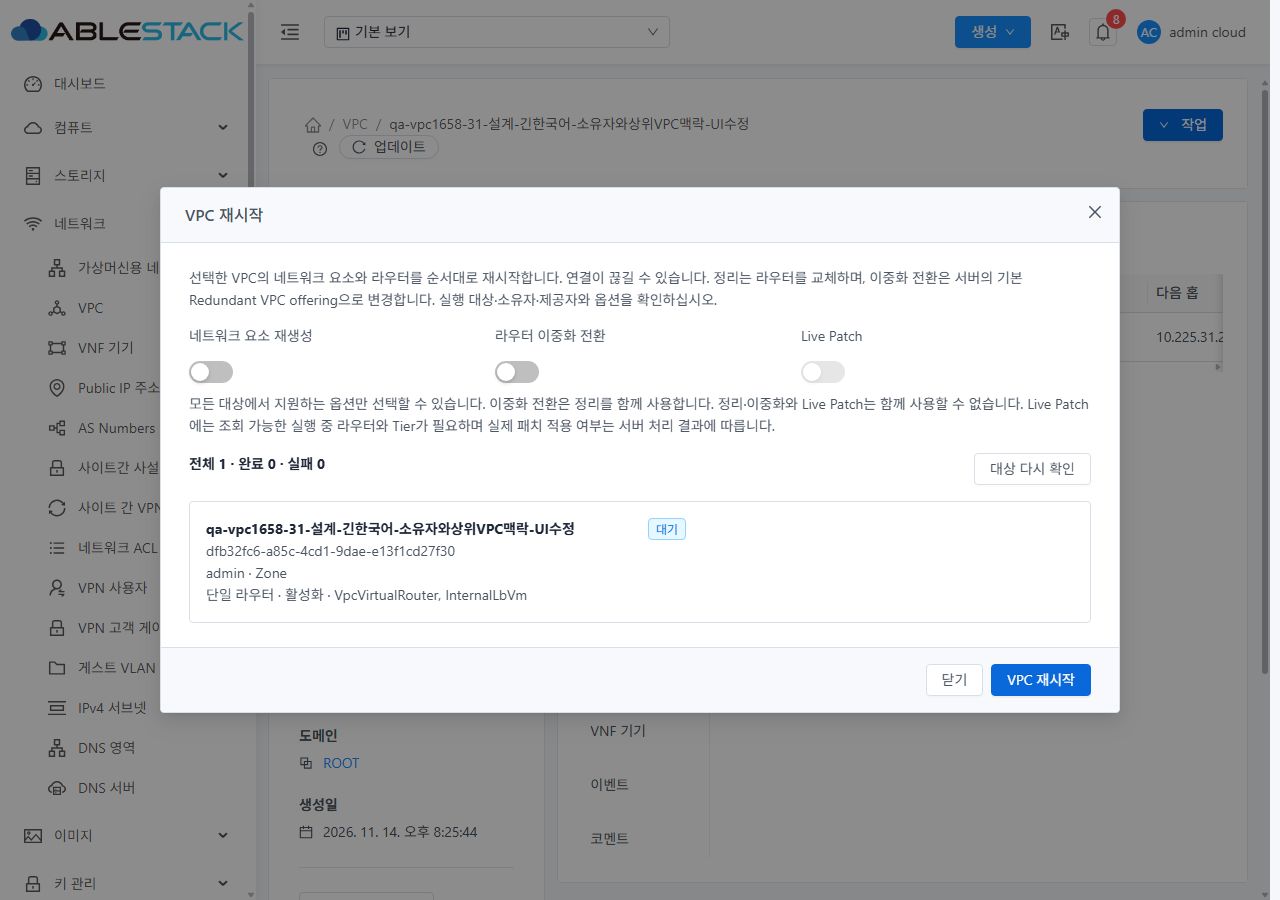 ABLESTACK
기본 보기
생성
8
AC
admin cloud
대시보드
컴퓨트
스토리지
네트워크
가상머신용 네
VPC
VNF 기기
Public IP 주소
AS Numbers
사이트간 사설
사이트 간 VPN
네트워크 ACL
VPN 사용자
VPN 고객 게이
게스트 VLAN
IPv4 서브넷
DNS 영역
DNS 서버
이미지
키 관리
/ VPC / qa-vpc1658-31-설계-긴한국어-소유자와상위VPC맥락-UI수정
업데이트
작업
다음 홉
10.225.31.2
VPC 재시작
선택한 VPC의 네트워크 요소와 라우터를 순서대로 재시작합니다. 연결이 끊길 수 있습니다. 정리는 라우터를 교체하며, 이중화 전환은 서버의 기본
Redundant VPC offering으로 변경합니다. 실행 대상·소유자·제공자와 옵션을 확인하십시오.
네트워크 요소 재생성
라우터 이중화 전환
Live Patch
모든 대상에서 지원하는 옵션만 선택할 수 있습니다. 이중화 전환은 정리를 함께 사용합니다. 정리·이중화와 Live Patch는 함께 사용할 수 없습니다. Live Patch
에는 조회 가능한 실행 중 라우터와 Tier가 필요하며 실제 패치 적용 여부는 서버 처리 결과에 따릅니다.
전체 1 · 완료 0 · 실패 0
대상 다시 확인
qa-vpc1658-31-설계-긴한국어-소유자와상위VPC맥락-UI수정
대기
dfb32fc6-a85c-4cd1-9dae-e13f1cd27f30
admin · Zone
단일 라우터 · 활성화 · VpcVirtualRouter, InternalLbVm
닫기
VPC 재시작
도메인
ROOT
생성일
2026. 11. 14. 오후 8:25:44
VNF 기기
이벤트
코멘트